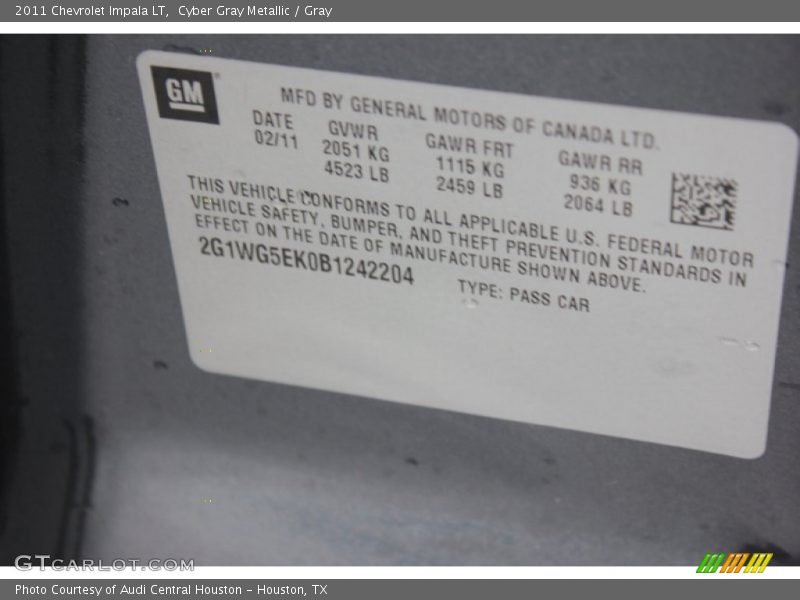 2011 Chevrolet Impala LT, Cyber Gray Metallic / Gray
GM
MFD BY GENERAL MOTORS OF CANADA LTD.
DATE GVWR GAWR FRT GAWR RR
02/11 2051 KG 1115 KG 936 KG
4523 LB 2459 LB 2064 LB
THIS VEHICLE CONFORMS TO ALL APPLICABLE U.S. FEDERAL MOTOR
VEHICLE SAFETY, BUMPER, AND THEFT PREVENTION STANDARDS IN
EFFECT ON THE DATE OF MANUFACTURE SHOWN ABOVE.
2G1WG5EK0B1242204 TYPE: PASS CAR
GTCARLOT.COM
Photo Courtesy of Audi Central Houston - Houston, TX